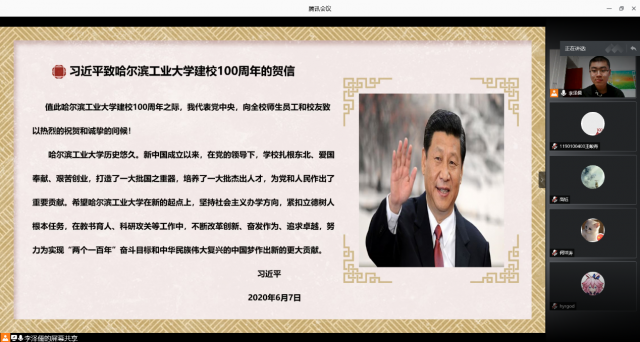 腾讯会议
习近平致哈尔滨工业大学建校100周年的贺信
值此哈尔滨工业大学建校100周年之际，我代表党中央，向全校师生员工和校友致
以热烈的祝贺和诚挚的问候！
哈尔滨工业大学历史悠久。新中国成立以来，在党的领导下，学校扎根东北、爱国
奉献、艰苦创业，打造了一大批国之重器，培养了一大批杰出人才，为党和人民作出了
重要贡献。希望哈尔滨工业大学在新的起点上，坚持社会主义办学方向，紧扣立德树人
根本任务，在教书育人、科研攻关等工作中，不断改革创新、奋发作为、追求卓越，努
力为实现“两个一百年”奋斗目标和中华民族伟大复兴的中国梦作出新的更大贡献。
习近平
2020年6月7日
正在讲话:
李泽儒的屏幕共享